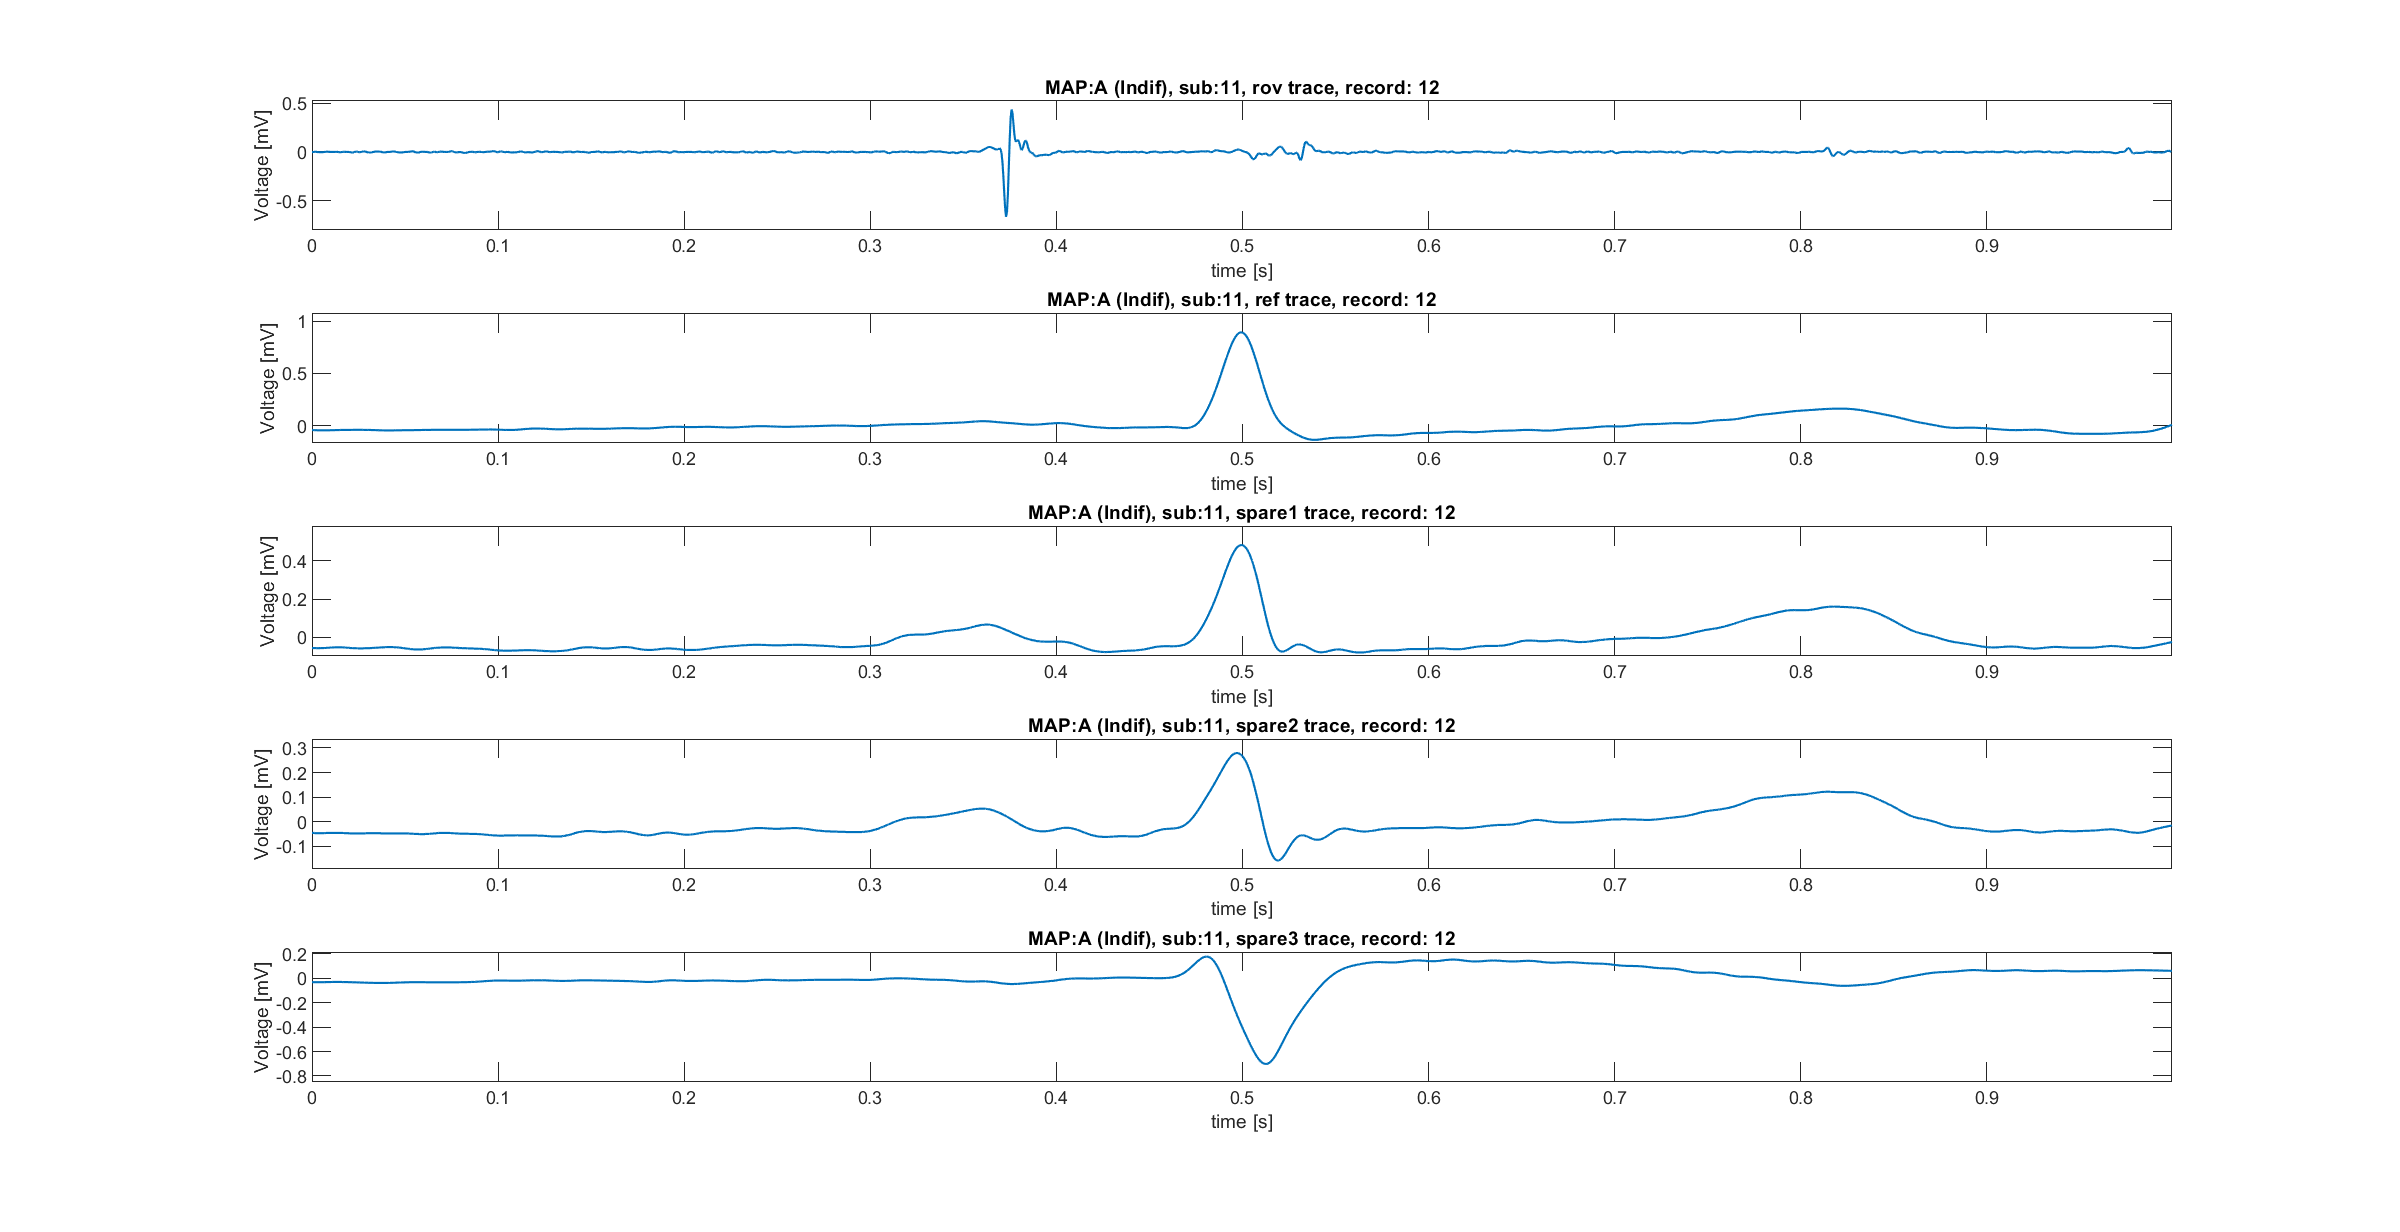 MAP:A (Indif), sub:11, rov trace, record: 12
Voltage [mV]
0.5
0
-0.5
0 0.1 0.2 0.3 0.4 0.5 0.6 0.7 0.8 0.9
time [s]
MAP:A (Indif), sub:11, ref trace, record: 12
Voltage [mV]
1
0.5
0
0 0.1 0.2 0.3 0.4 0.5 0.6 0.7 0.8 0.9
time [s]
MAP:A (Indif), sub:11, spare1 trace, record: 12
Voltage [mV]
0.4
0.2
0
0 0.1 0.2 0.3 0.4 0.5 0.6 0.7 0.8 0.9
time [s]
MAP:A (Indif), sub:11, spare2 trace, record: 12
Voltage [mV]
0.3
0.2
0.1
0
-0.1
0 0.1 0.2 0.3 0.4 0.5 0.6 0.7 0.8 0.9
time [s]
MAP:A (Indif), sub:11, spare3 trace, record: 12
Voltage [mV]
0.2
0
-0.2
-0.4
-0.6
-0.8
0 0.1 0.2 0.3 0.4 0.5 0.6 0.7 0.8 0.9
time [s]